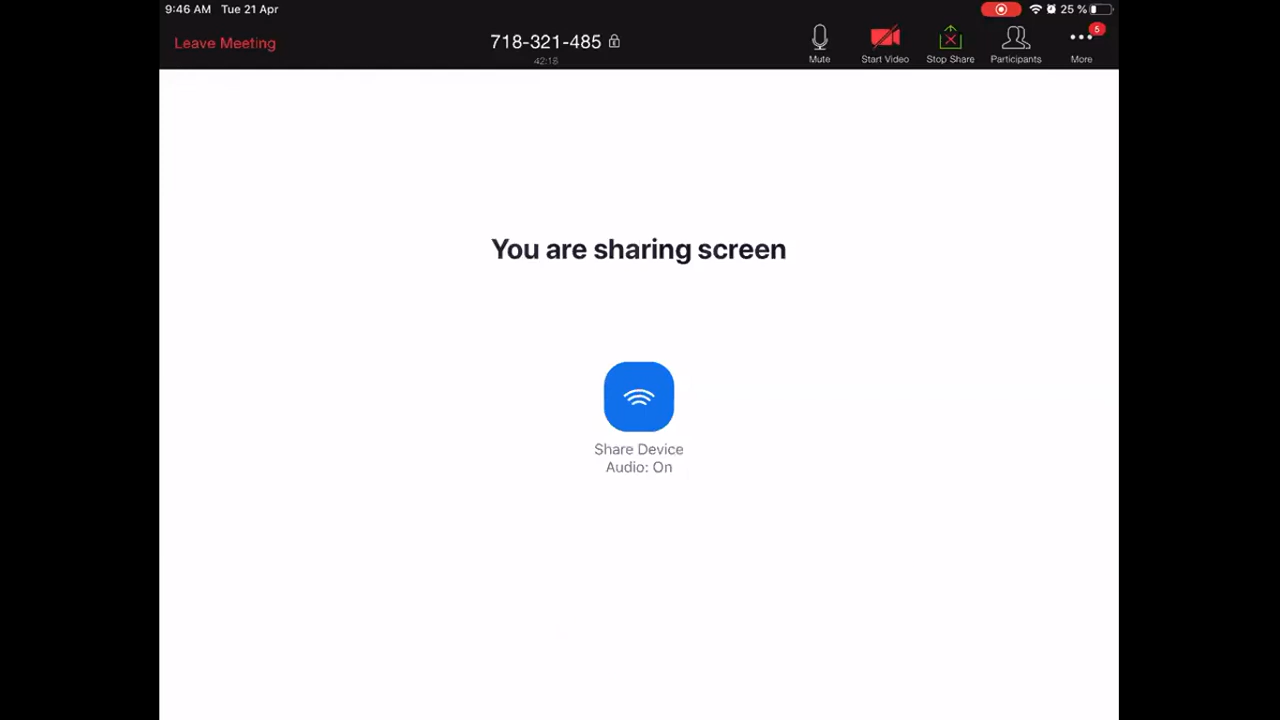 9:46 AM Tue 21 Apr
25 %
Leave Meeting
718-321-485
42:18
Mute
Start Video
Stop Share
Participants
5
More
You are sharing screen
Share Device
Audio: On